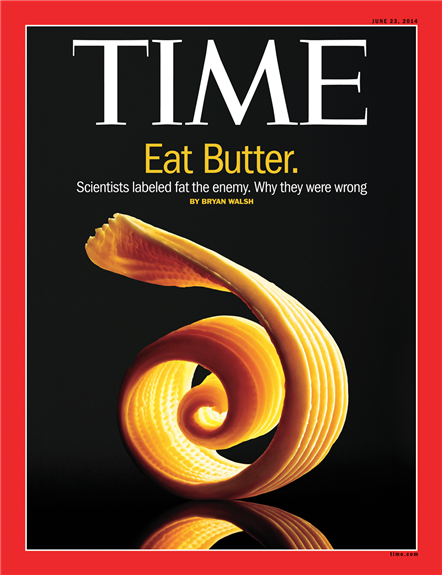 JUNE 23, 2014
TIME
Eat Butter.
Scientists labeled fat the enemy. Why they were wrong
BY BRYAN WALSH
time.com